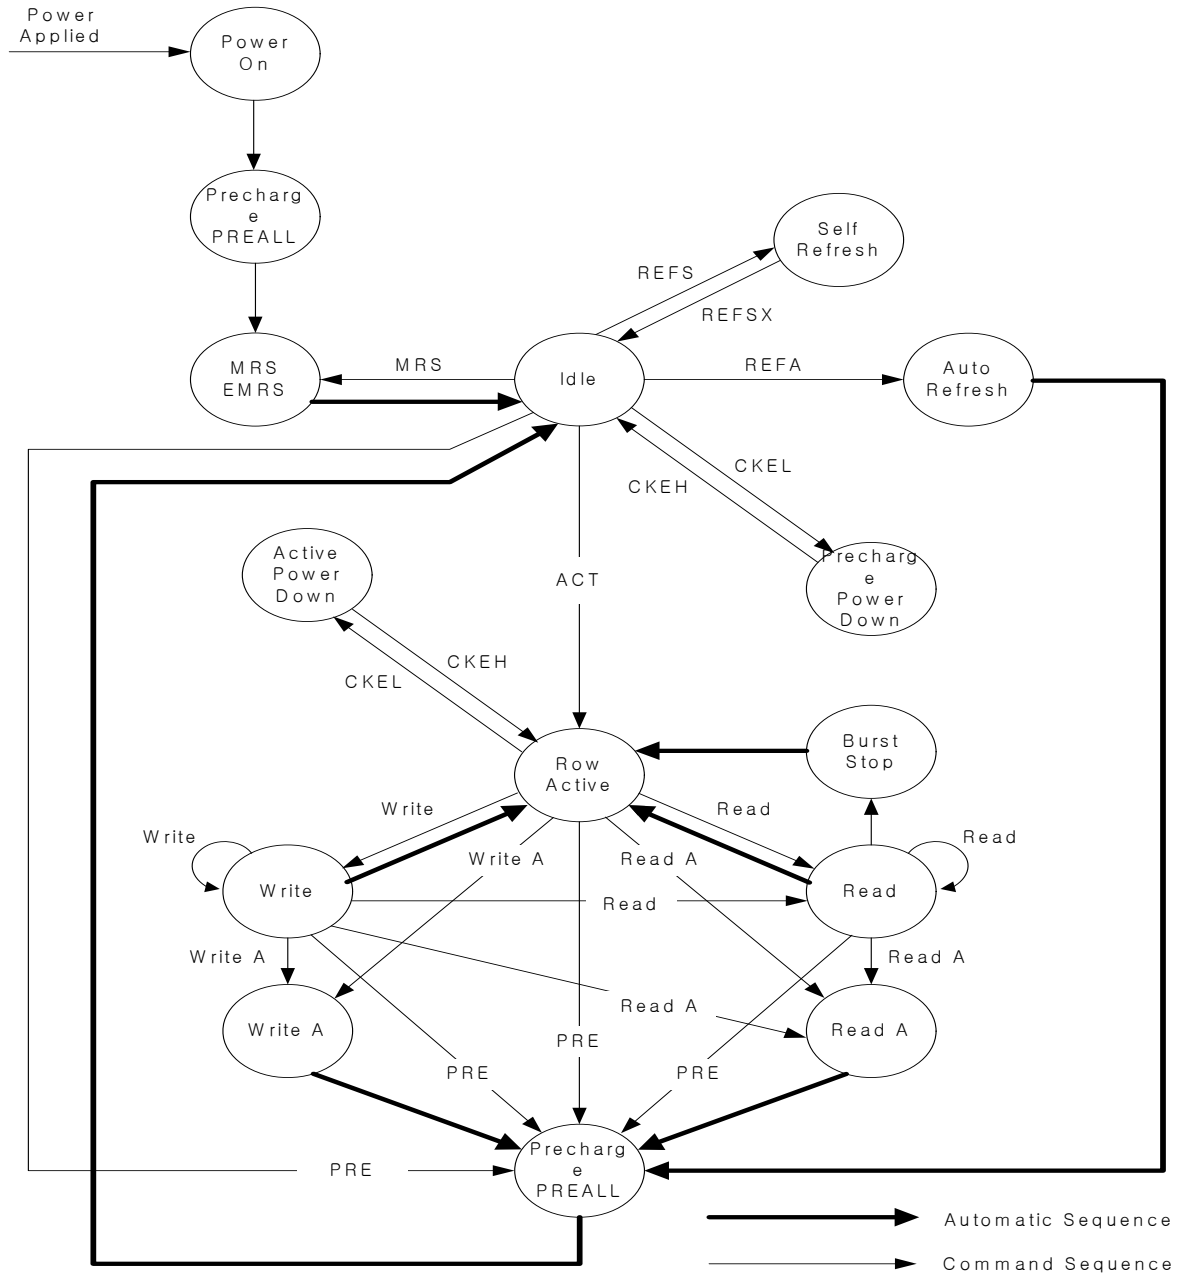 Power
Applied
Power
On
Precharg
e
PREALL
Self
Refresh
REFS
REFSX
MRS
EMRS
MRS
Idle
REFA
Auto
Refresh
CKEL
CKEH
Active
Power
Down
ACT
Precharg
e
Power
Down
CKEH
CKEL
Burst
Stop
Row
Active
Write
Read
Write
Write A
Read A
Read
Write
Read
Read
Write A
Read A
Read A
Write A
Read A
PRE
PRE
PRE
Precharg
e
PREALL
PRE
Automatic Sequence
Command Sequence